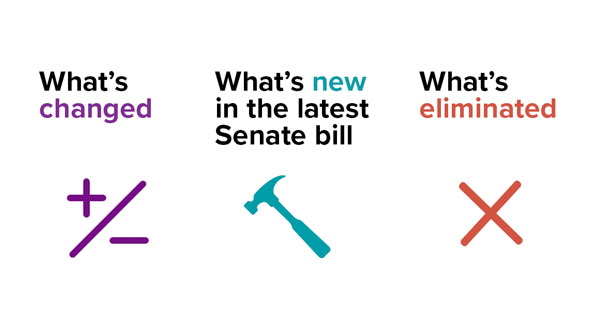 What's
changed
What's new
in the latest
Senate bill
What's
eliminated